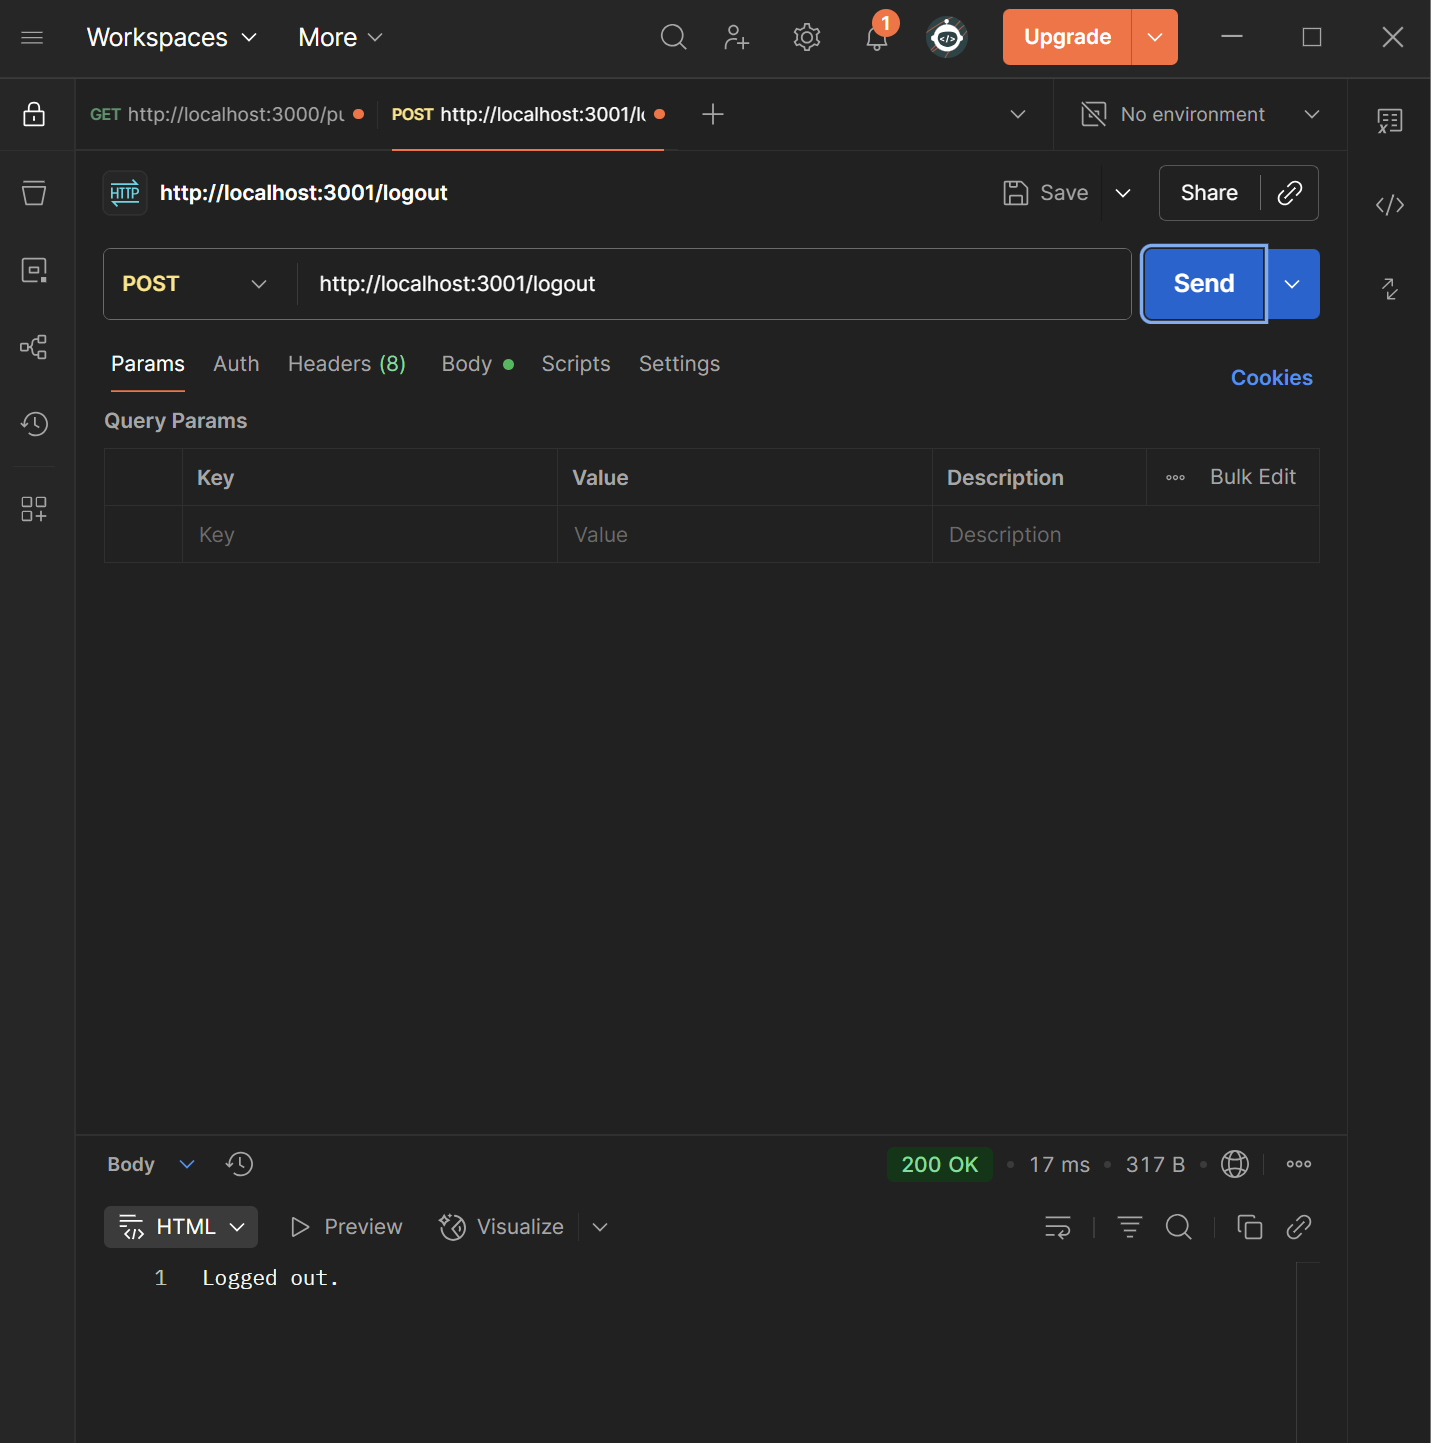 Workspaces More 1 Upgrade
GET http://localhost:3000/pu POST http://localhost:3001/lo No environment
HTTP http://localhost:3001/logout Save Share
POST http://localhost:3001/logout Send
Params Auth Headers (8) Body Scripts Settings Cookies
Query Params
Key Value Description Bulk Edit
Key Value Description
Body 200 OK 17 ms 317 B
HTML Preview Visualize
1 Logged out.